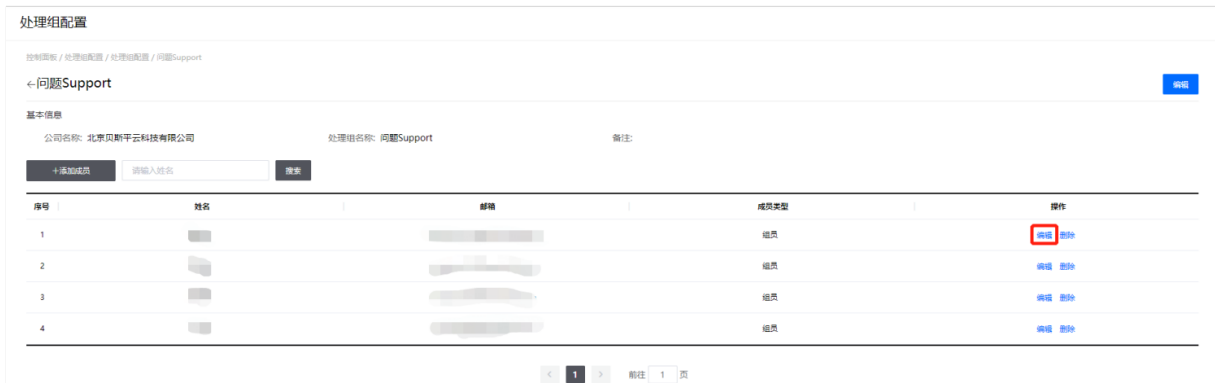 处理组配置
控制面板 / 处理组配置 / 处理组配置 / 问题Support
←问题Support 编辑
基本信息
公司名称: 北京贝斯平云科技有限公司 处理组名称: 问题Support 备注:
+添加成员 请输入姓名 搜索
序号 姓名 邮箱 成员类型 操作
1 组员 编辑 删除
2 组员 编辑 删除
3 组员 编辑 删除
4 组员 编辑 删除
< 1 > 前往 1 页